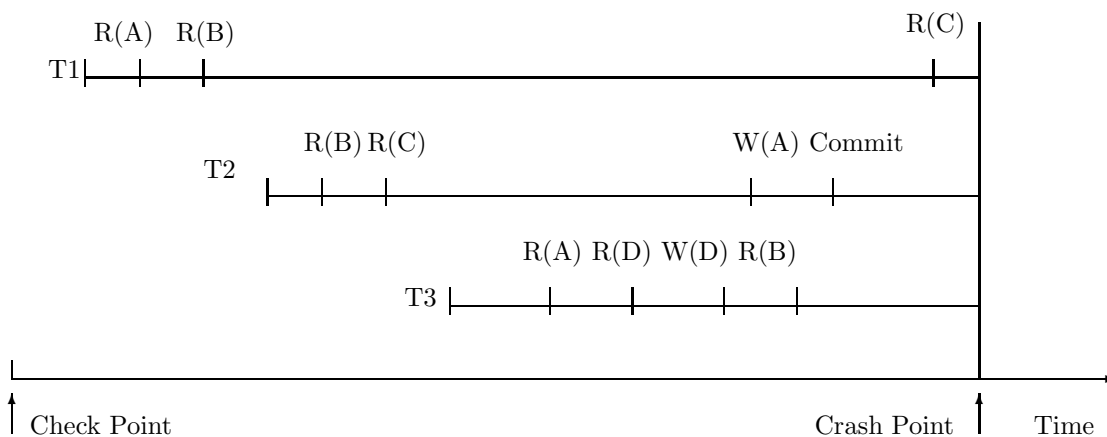 R(A) R(B) R(C)
T1
R(B) R(C) W(A) Commit
T2
R(A) R(D) W(D) R(B)
T3
Check Point Crash Point Time